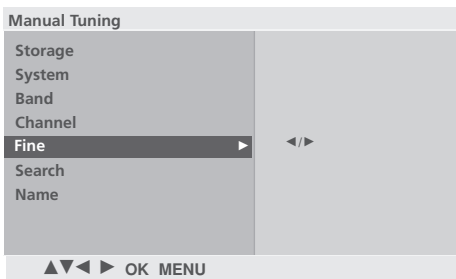 Manual Tuning
Storage
System
Band
Channel
Fine ► ◄/►
Search
Name
▲▼◄ ► OK MENU